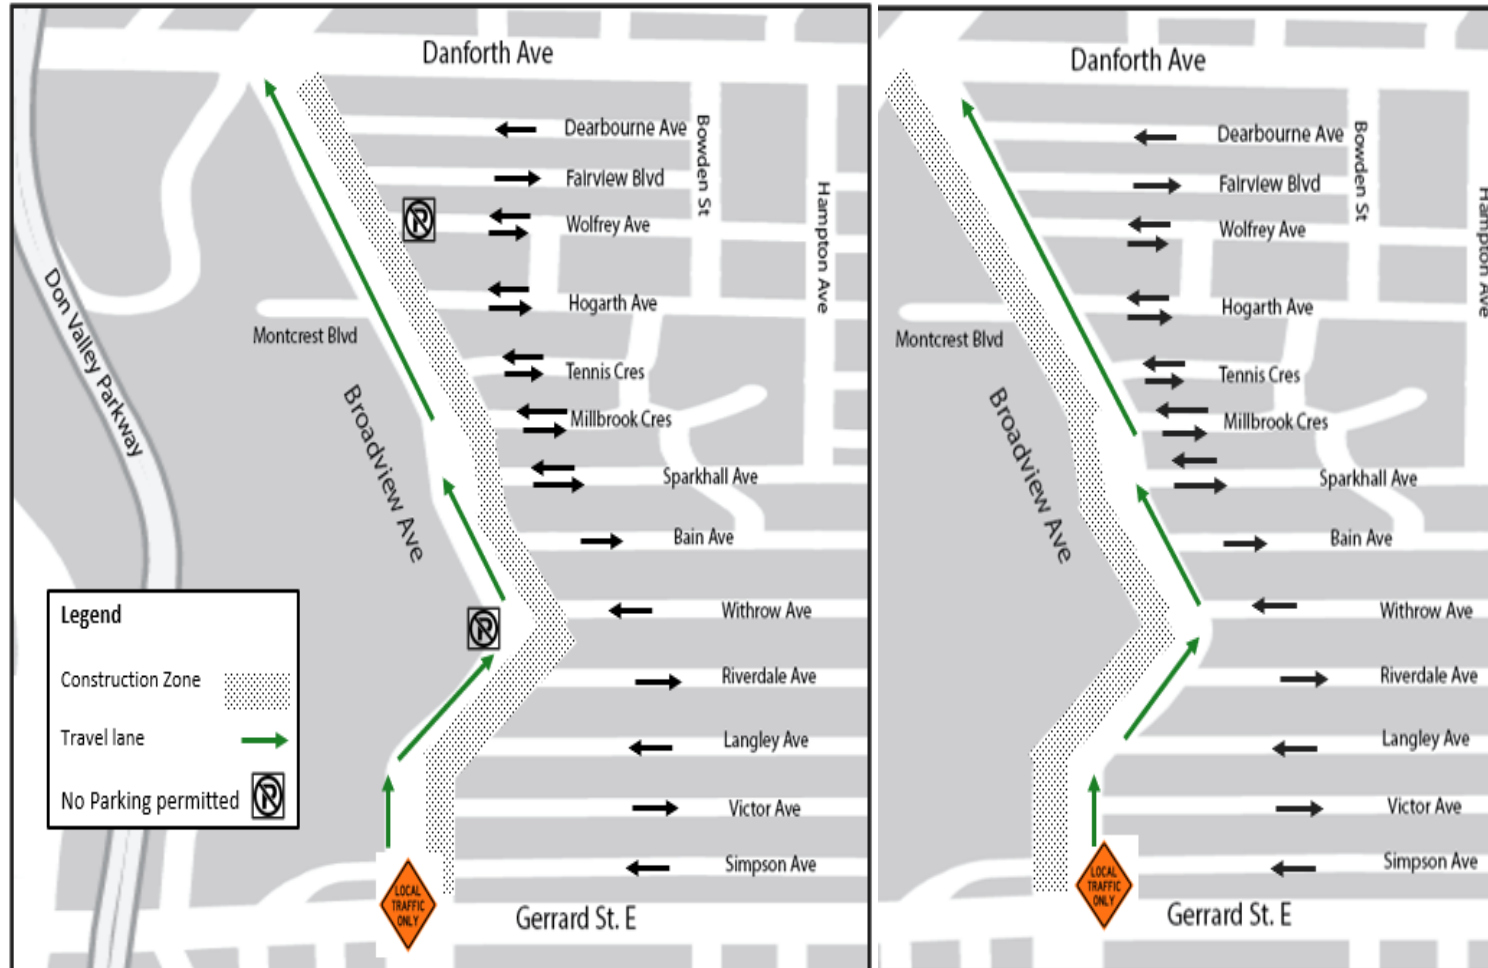 Danforth Ave
Dearbourne Ave
Bowden St
Fairview Blvd
Hampton Ave
Wolfrey Ave
Hogarth Ave
Montcrest Blvd
Don Valley Parkway
Tennis Cres
Broadview Ave
Millbrook Cres
Sparkhall Ave
Bain Ave
Legend
Construction Zone
Travel lane
No Parking permitted
P
P
P
Withrow Ave
Riverdale Ave
Langley Ave
Victor Ave
Simpson Ave
LOCAL
TRAFFIC
ONLY
Gerrard St. E
Danforth Ave
Dearbourne Ave
Bowden St
Fairview Blvd
Hampton Ave
Wolfrey Ave
Hogarth Ave
Montcrest Blvd
Tennis Cres
Broadview Ave
Millbrook Cres
Sparkhall Ave
Bain Ave
Withrow Ave
Riverdale Ave
Langley Ave
Victor Ave
Simpson Ave
LOCAL
TRAFFIC
ONLY
Gerrard St. E